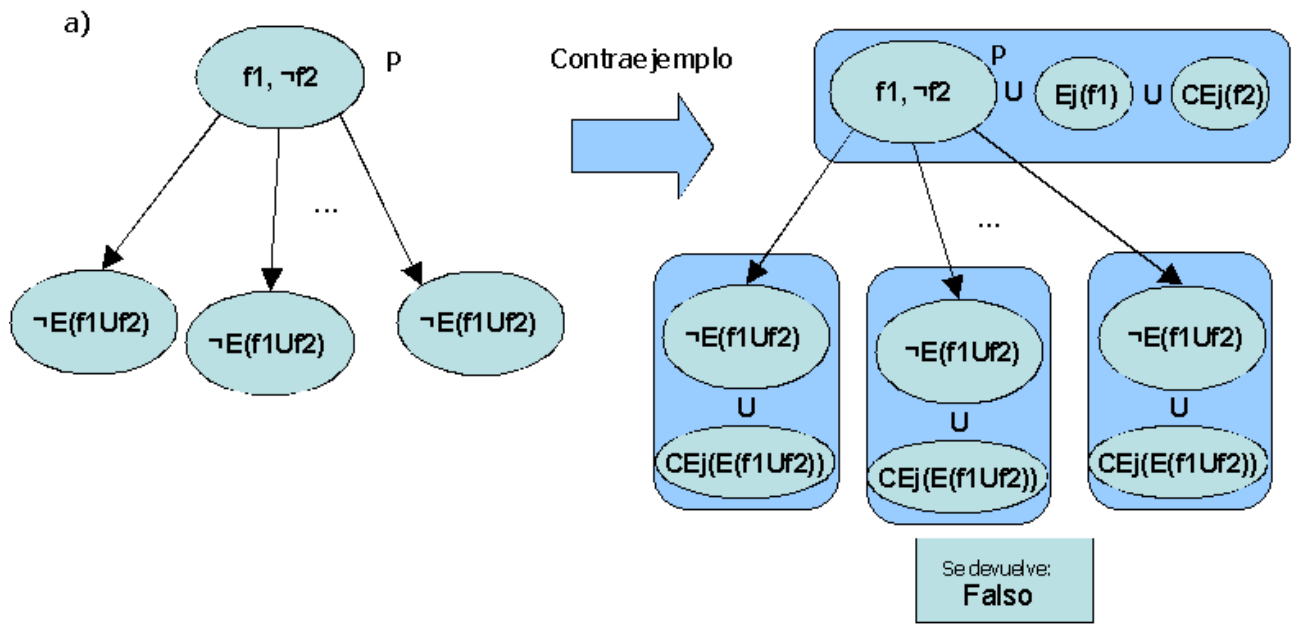 a)
f1, ¬f2
P
...
¬E(f1Uf2)
¬E(f1Uf2)
¬E(f1Uf2)
Contraejemplo
f1, ¬f2
P
U
Ej(f1)
U
CEj(f2)
...
¬E(f1Uf2)
U
CEj(E(f1Uf2))
¬E(f1Uf2)
U
CEj(E(f1Uf2))
¬E(f1Uf2)
U
CEj(E(f1Uf2))
Se devuelve:
Falso